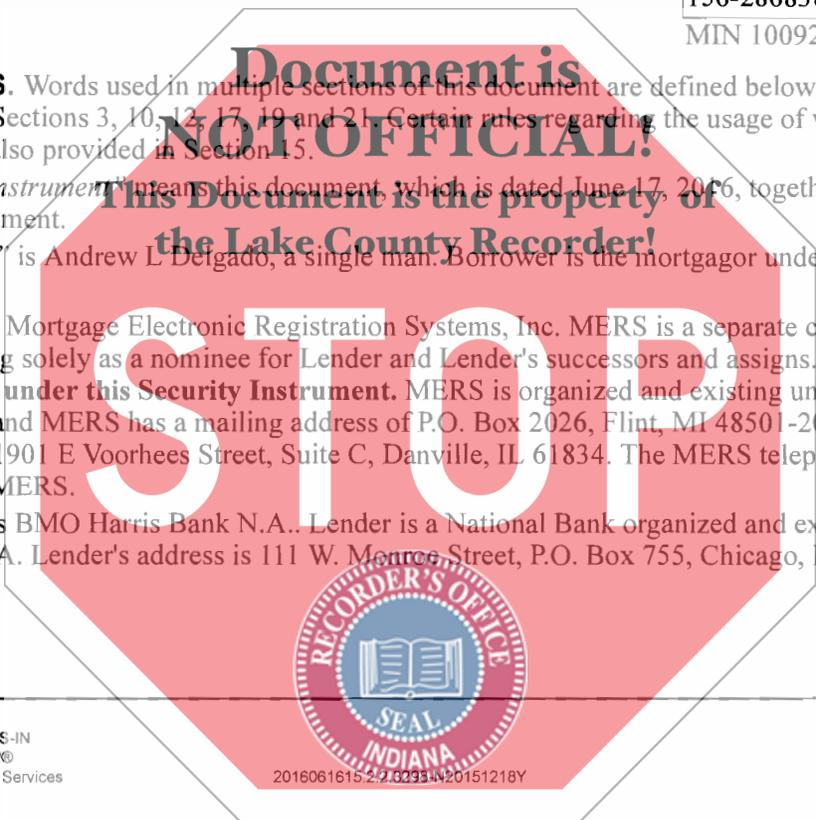 MIN 10092
Document is
S. Words used in multiple sections of this document are defined below
Sections 3, 10, 12, 17, 19 and 21. Certain rules regarding the usage of
NOT OFFICIAL!
lso provided in Section 15.
nstrument" means this document, which is dated June 17, 2016, togeth
This Document is the property of
ment.
the Lake County Recorder!
" is Andrew L Delgado, a single man. Borrower is the mortgagor unde
Mortgage Electronic Registration Systems, Inc. MERS is a separate c
g solely as a nominee for Lender and Lender's successors and assigns.
under this Security Instrument. MERS is organized and existing un
nd MERS has a mailing address of P.O. Box 2026, Flint, MI 48501-20
1901 E Voorhees Street, Suite C, Danville, IL 61834. The MERS telep
MERS.
STOP
s BMO Harris Bank N.A.. Lender is a National Bank organized and ex
A. Lender's address is 111 W. Monroe Street, P.O. Box 755, Chicago,
RECORDER'S OFFICE
SEAL
INDIANA
S-IN
®
Services
2016061615.2.2.3298-N20151218Y